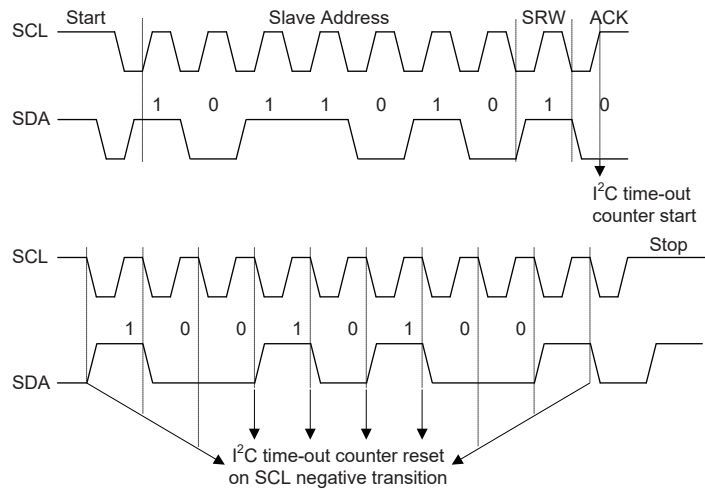 Start Slave Address SRW ACK
SCL
1 0 1 1 0 1 0 1 0
SDA
I²C time-out
counter start
Stop
SCL
1 0 0 1 0 1 0 0
SDA
I²C time-out counter reset
on SCL negative transition